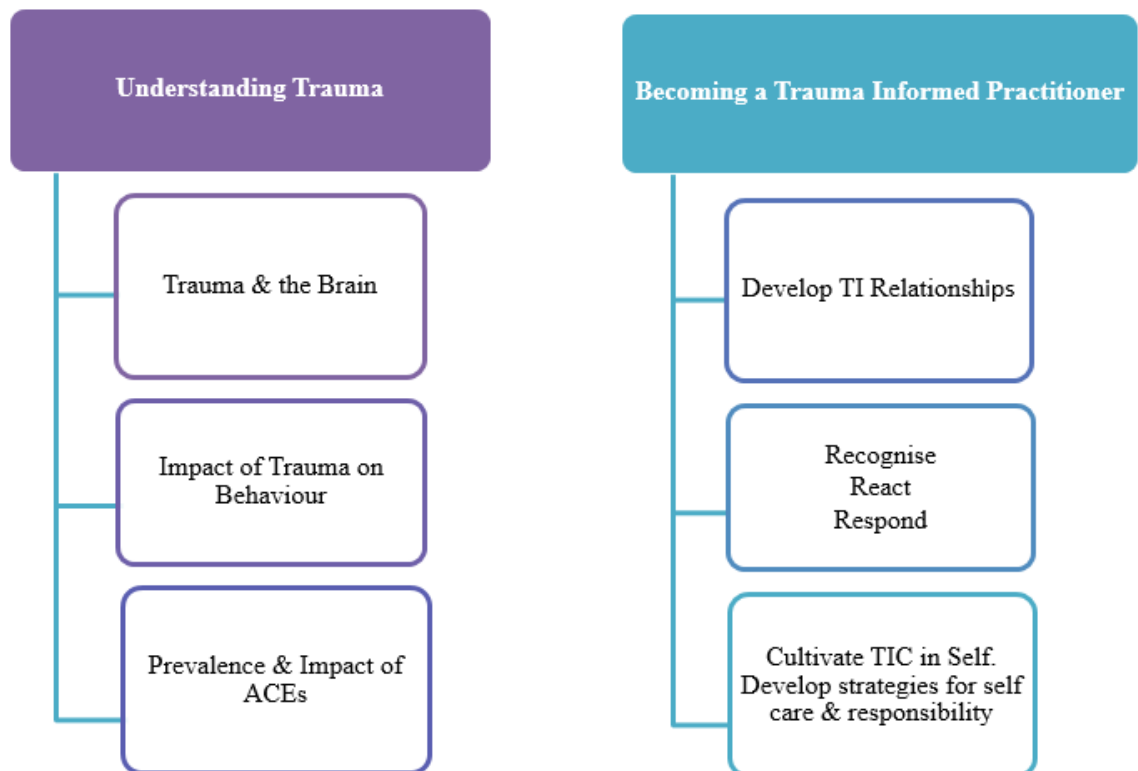 Understanding Trauma
Trauma & the Brain
Impact of Trauma on
Behaviour
Prevalence & Impact of
ACEs
Becoming a Trauma Informed Practitioner
Develop TI Relationships
Recognise
React
Respond
Cultivate TIC in Self.
Develop strategies for self
care & responsibility